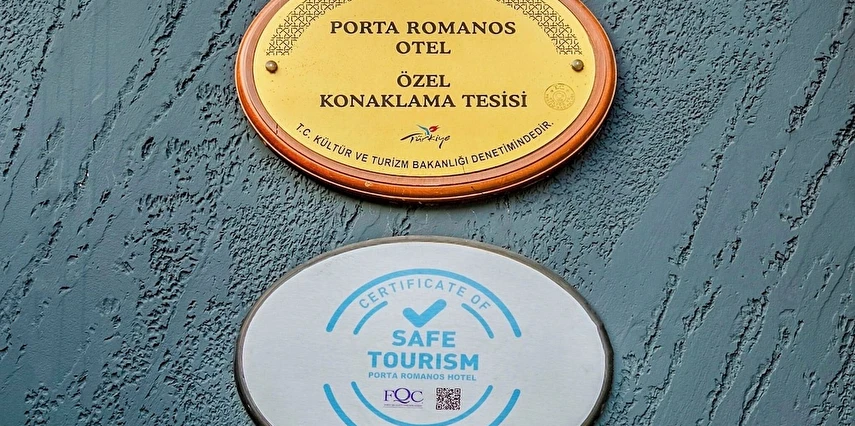 PORTA ROMANOS
OTEL
ÖZEL
KONAKLAMA TESİSİ
Türkiye
T.C. KÜLTÜR VE TURİZM BAKANLIĞI DENETİMİNDEDİR.
CERTIFICATE OF
SAFE
TOURISM
PORTA ROMANOS HOTEL
FQC